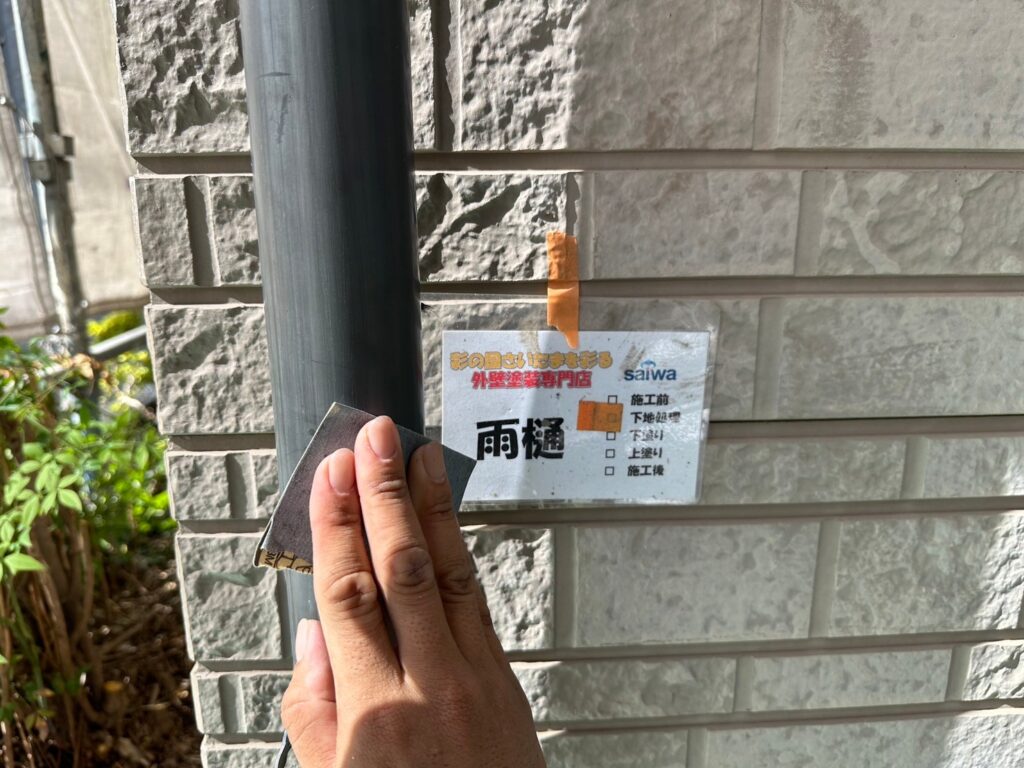 彩の国さいたまを彩る
外壁塗装専門店
saiwa
雨樋
□ 施工前
下地処理
□ 下塗り
□ 上塗り
□ 施工後